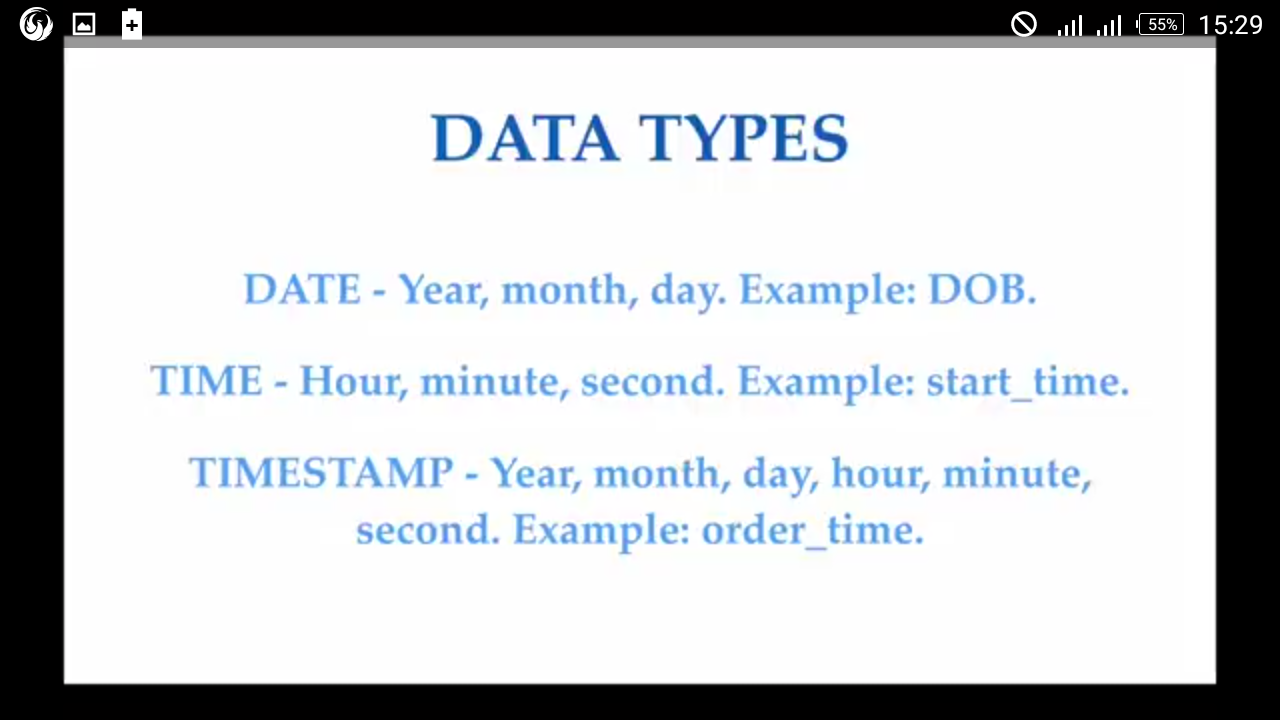 55% 15:29
DATA TYPES
DATE - Year, month, day. Example: DOB.
TIME - Hour, minute, second. Example: start_time.
TIMESTAMP - Year, month, day, hour, minute,
second. Example: order_time.